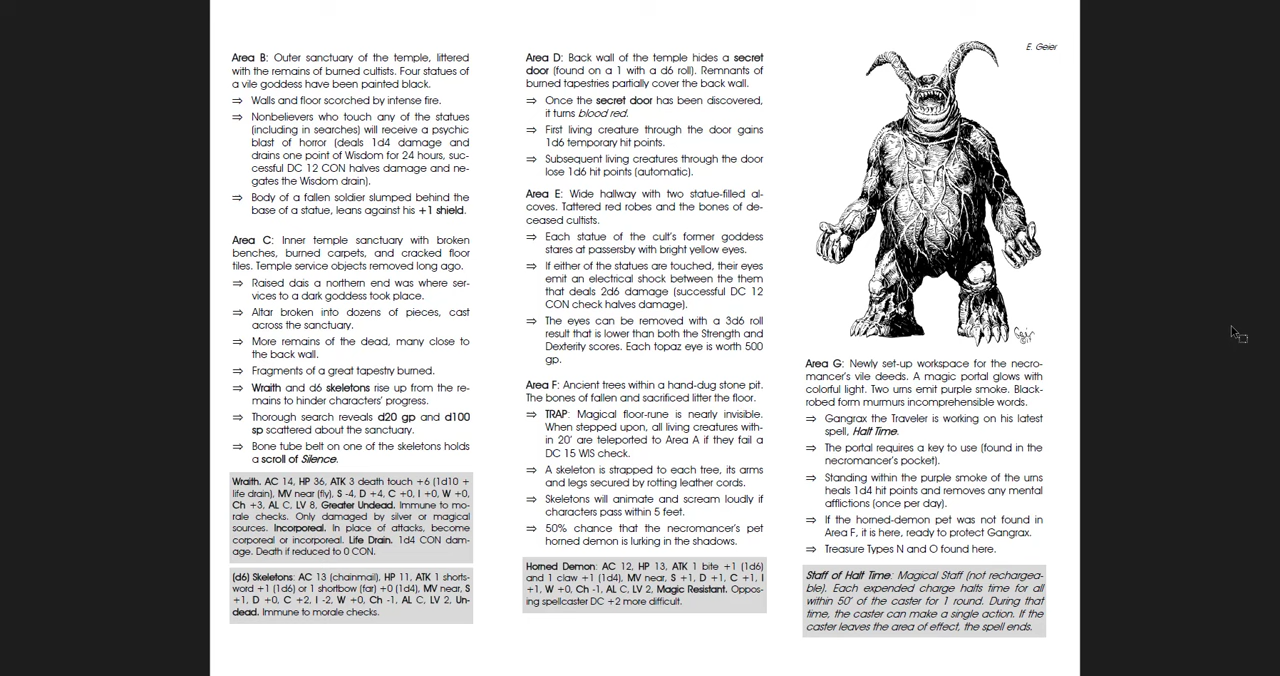 Area B: Outer sanctuary of the temple, littered
with the remains of burned cultists. Four statues of
a vile goddess have been painted black.
⇒ Walls and floor scorched by intense fire.
⇒ Nonbelievers who touch any of the statues
(including in searches) will receive a psychic
blast of horror (deals 1d4 damage and
drains one point of Wisdom for 24 hours, suc-
cessful DC 12 CON halves damage and ne-
gates the Wisdom drain).
⇒ Body of a fallen soldier slumped behind the
base of a statue, leans against his +1 shield.
Area C: Inner temple sanctuary with broken
benches, burned carpets, and cracked floor
tiles. Temple service objects removed long ago.
⇒ Raised dais a northern end was where ser-
vices to a dark goddess took place.
⇒ Altar broken into dozens of pieces, cast
across the sanctuary.
⇒ More remains of the dead, many close to
the back wall.
⇒ Fragments of a great tapestry burned.
⇒ Wraith and d6 skeletons rise up from the re-
mains to hinder characters' progress.
⇒ Thorough search reveals d20 gp and d100
sp scattered about the sanctuary.
⇒ Bone tube belt on one of the skeletons holds
a scroll of Silence.
Wraith. AC 14, HP 36, ATK 3 death touch +6 (1d10 +
life drain), MV near (fly), S -4, D +4, C +0, I +0, W +0,
Ch +3, AL C, LV 8, Greater Undead. Immune to mo-
rale checks. Only damaged by silver or magical
sources. Incorporeal. In place of attacks, become
corporeal or incorporeal. Life Drain. 1d4 CON dam-
age. Death if reduced to 0 CON.
(d6) Skeletons: AC 13 (chainmail), HP 11, ATK 1 shorts-
word +1 (1d6) or 1 shortbow (far) +0 (1d4), MV near, S
+1, D +0, C +2, I -2, W +0, Ch -1, AL C, LV 2, Un-
dead. Immune to morale checks.
Area D: Back wall of the temple hides a secret
door (found on a 1 with a d6 roll). Remnants of
burned tapestries partially cover the back wall.
⇒ Once the secret door has been discovered,
it turns blood red.
⇒ First living creature through the door gains
1d6 temporary hit points.
⇒ Subsequent living creatures through the door
lose 1d6 hit points (automatic).
Area E: Wide hallway with two statue-filled al-
coves. Tattered red robes and the bones of de-
ceased cultists.
⇒ Each statue of the cult's former goddess
stares at passersby with bright yellow eyes.
⇒ If either of the statues are touched, their eyes
emit an electrical shock between the them
that deals 2d6 damage (successful DC 12
CON check halves damage).
⇒ The eyes can be removed with a 3d6 roll
result that is lower than both the Strength and
Dexterity scores. Each topaz eye is worth 500
gp.
Area F: Ancient trees within a hand-dug stone pit.
The bones of fallen and sacrificed litter the floor.
⇒ TRAP: Magical floor-rune is nearly invisible.
When stepped upon, all living creatures with-
in 20' are teleported to Area A if they fail a
DC 15 WIS check.
⇒ A skeleton is strapped to each tree, its arms
and legs secured by rotting leather cords.
⇒ Skeletons will animate and scream loudly if
characters pass within 5 feet.
⇒ 50% chance that the necromancer's pet
horned demon is lurking in the shadows.
Horned Demon: AC 12, HP 13, ATK 1 bite +1 (1d6)
and 1 claw +1 (1d4), MV near, S +1, D +1, C +1, I
+1, W +0, Ch -1, AL C, LV 2, Magic Resistant. Oppos-
ing spellcaster DC +2 more difficult.
E. Geier
Area G: Newly set-up workspace for the necro-
mancer's vile deeds. A magic portal glows with
colorful light. Two urns emit purple smoke. Black-
robed form murmurs incomprehensible words.
⇒ Gangrax the Traveler is working on his latest
spell, Halt Time.
⇒ The portal requires a key to use (found in the
necromancer's pocket).
⇒ Standing within the purple smoke of the urns
heals 1d4 hit points and removes any mental
afflictions (once per day).
⇒ If the horned-demon pet was not found in
Area F, it is here, ready to protect Gangrax.
⇒ Treasure Types N and O found here.
Staff of Halt Time: Magical Staff (not rechargea-
ble). Each expended charge halts time for all
within 50' of the caster for 1 round. During that
time, the caster can make a single action. If the
caster leaves the area of effect, the spell ends.